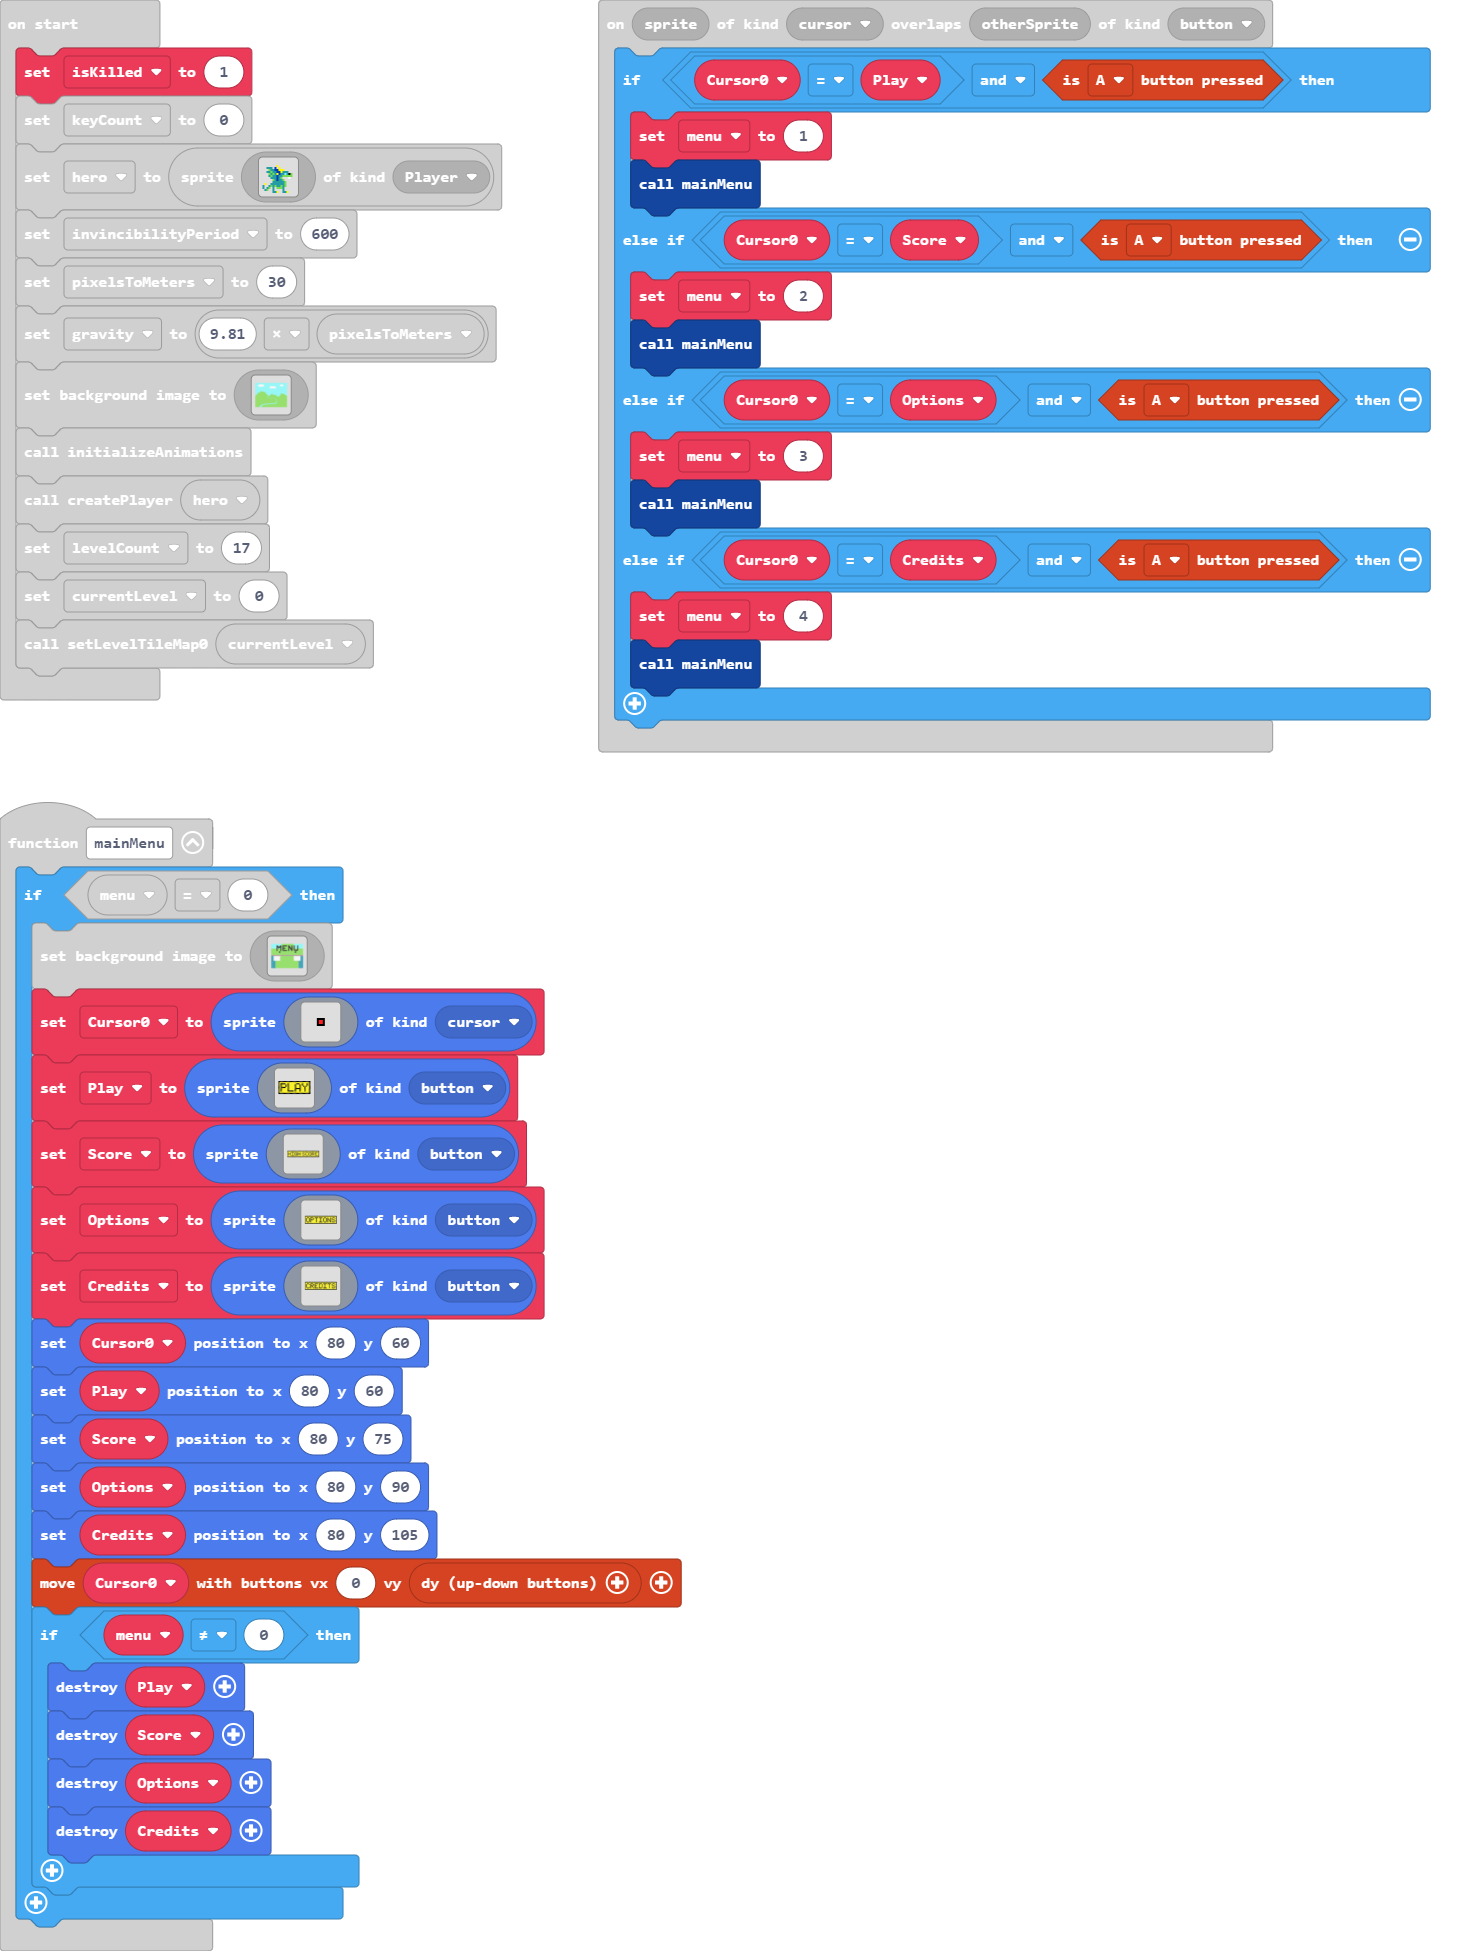 on start
set isKilled to 1
set keyCount to 0
set hero to sprite of kind Player
set invincibilityPeriod to 600
set pixelsToMeters to 30
set gravity to 9.81 × pixelsToMeters
set background image to
call initializeAnimations
call createPlayer hero
set levelCount to 17
set currentLevel to 0
call setLevelTileMap0 currentLevel
on sprite of kind cursor overlaps otherSprite of kind button
if Cursor0 = Play and is A button pressed then
set menu to 1
call mainMenu
else if Cursor0 = Score and is A button pressed then
set menu to 2
call mainMenu
else if Cursor0 = Options and is A button pressed then
set menu to 3
call mainMenu
else if Cursor0 = Credits and is A button pressed then
set menu to 4
call mainMenu
function mainMenu
if menu = 0 then
set background image to MENU
set Cursor0 to sprite of kind cursor
set Play to sprite PLAY of kind button
set Score to sprite of kind button
set Options to sprite OPTIONS of kind button
set Credits to sprite CREDITS of kind button
set Cursor0 position to x 80 y 60
set Play position to x 80 y 60
set Score position to x 80 y 75
set Options position to x 80 y 90
set Credits position to x 80 y 105
move Cursor0 with buttons vx 0 vy dy (up-down buttons)
if menu ≠ 0 then
destroy Play
destroy Score
destroy Options
destroy Credits